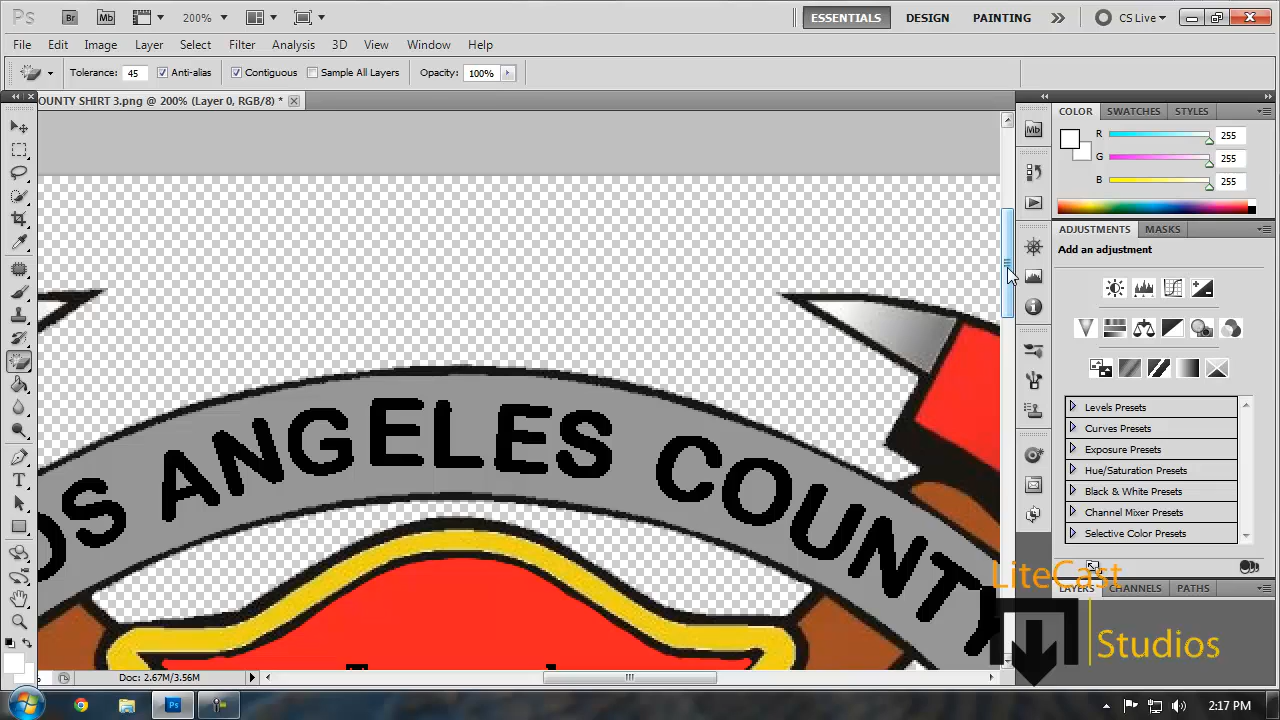 Ps Br Mb 200% ESSENTIALS DESIGN PAINTING CS Live
File Edit Image Layer Select Filter Analysis 3D View Window Help
Tolerance: 45 Anti-alias Contiguous Sample All Layers Opacity: 100%
OUNTY SHIRT 3.png @ 200% (Layer 0, RGB/8) *
COLOR SWATCHES STYLES
Mb
R 255
G 255
B 255
ADJUSTMENTS MASKS
Add an adjustment
OS ANGELES COUNTY
Levels Presets
Curves Presets
Exposure Presets
Hue/Saturation Presets
Black & White Presets
Channel Mixer Presets
Selective Color Presets
LiteCast
LAYERS CHANNELS PATHS
Studios
Doc: 2.67M/3.56M
Ps
2:17 PM